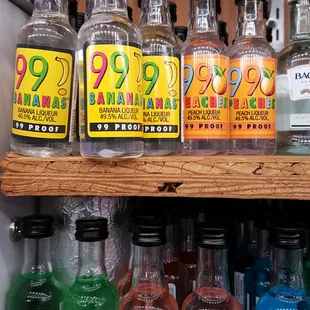 99
BANANAS
BANANA LIQUEUR
49.5% ALC./VOL.
99 PROOF
99
BANANAS
BANANA LIQUEUR
49.5% ALC./VOL.
99 PROOF
99
BANANAS
BANANA LIQUEUR
49.5% ALC./VOL.
99 PROOF
99
PEACHES
PEACH LIQUEUR
49.5% ALC./VOL.
99 PROOF
99
PEACHES
PEACH LIQUEUR
49.5% ALC./VOL.
99 PROOF
BAC